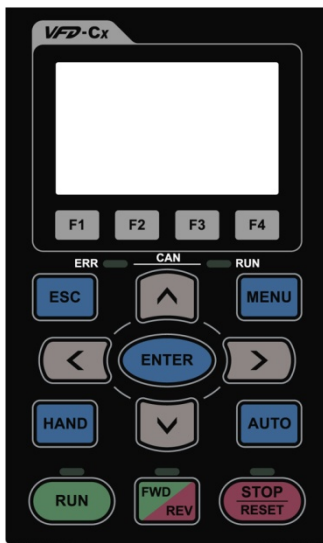 VFD-Cx
F1 F2 F3 F4
ERR CAN RUN
ESC MENU
ENTER
HAND AUTO
RUN FWD REV STOP RESET